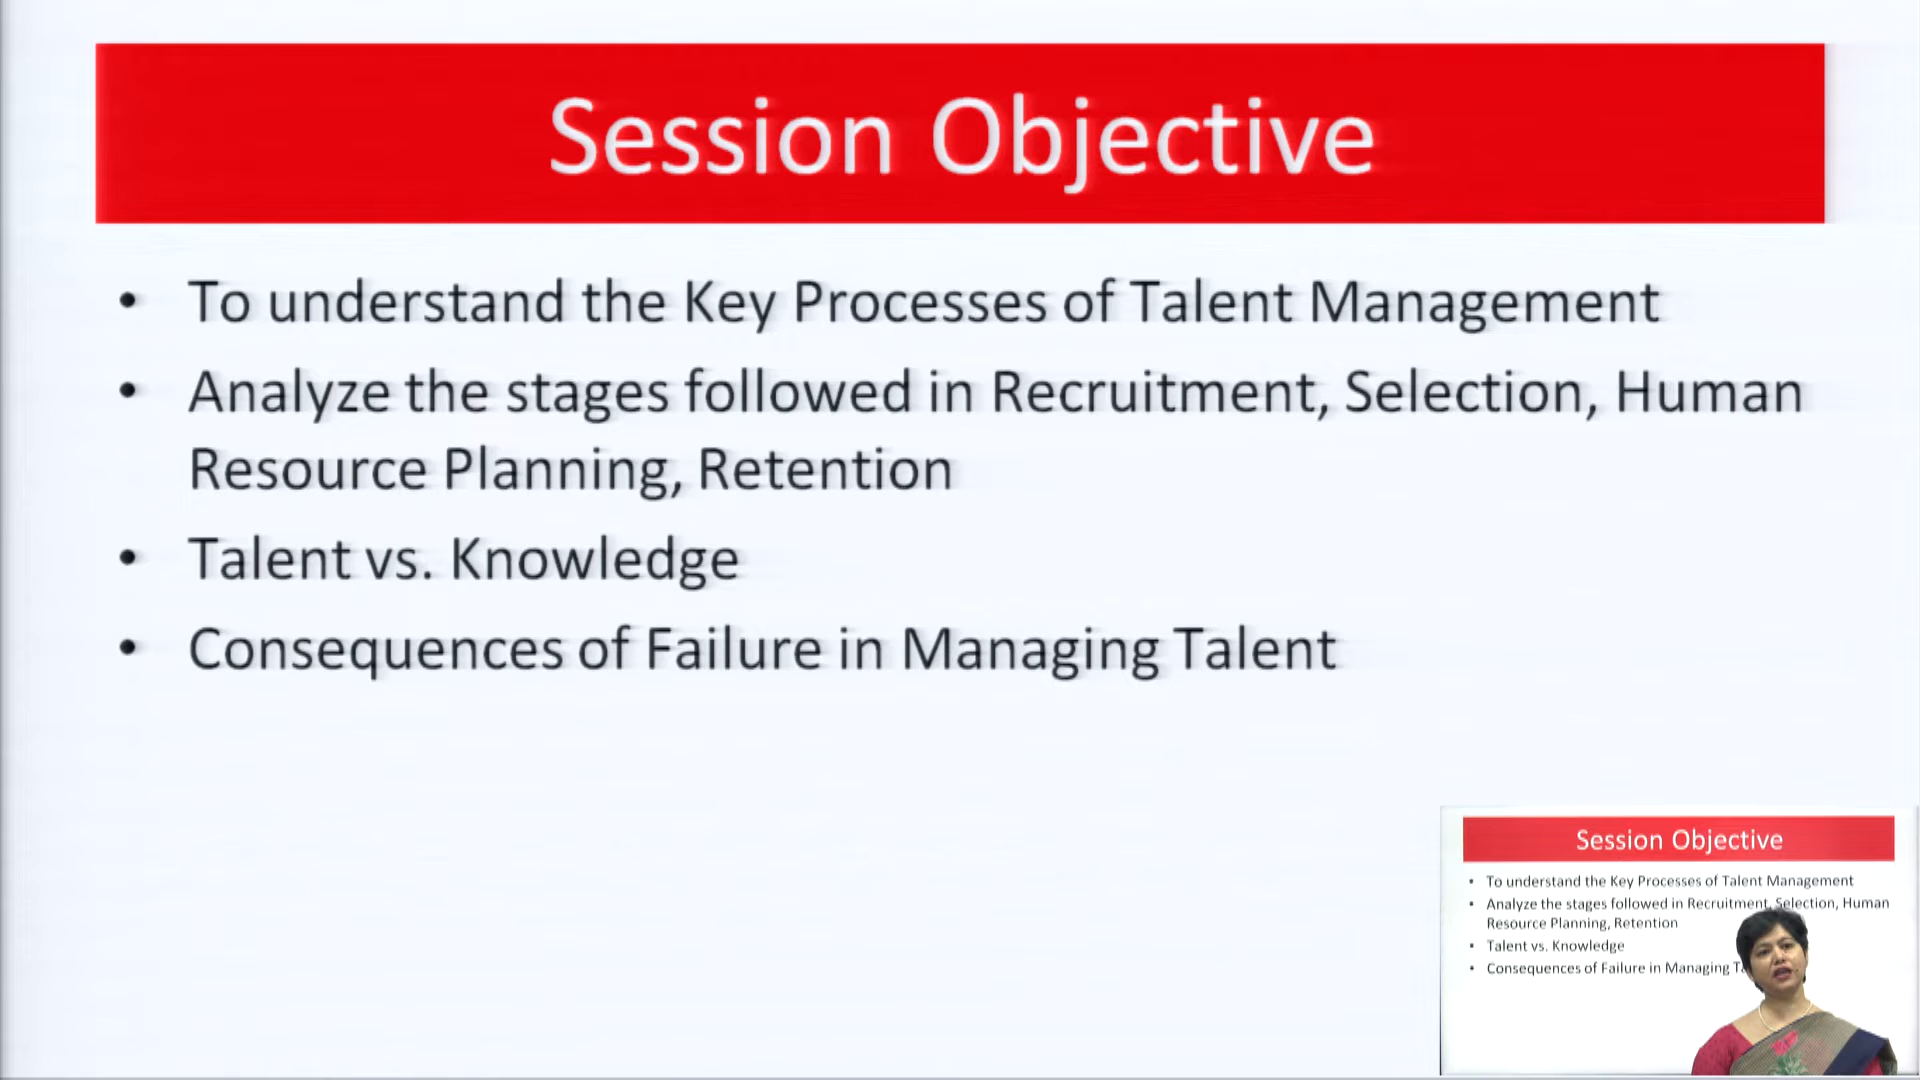 Session Objective
• To understand the Key Processes of Talent Management
• Analyze the stages followed in Recruitment, Selection, Human
Resource Planning, Retention
• Talent vs. Knowledge
• Consequences of Failure in Managing Talent
Session Objective
• To understand the Key Processes of Talent Management
• Analyze the stages followed in Recruitment, Selection, Human
Resource Planning, Retention
• Talent vs. Knowledge
• Consequences of Failure in Managing